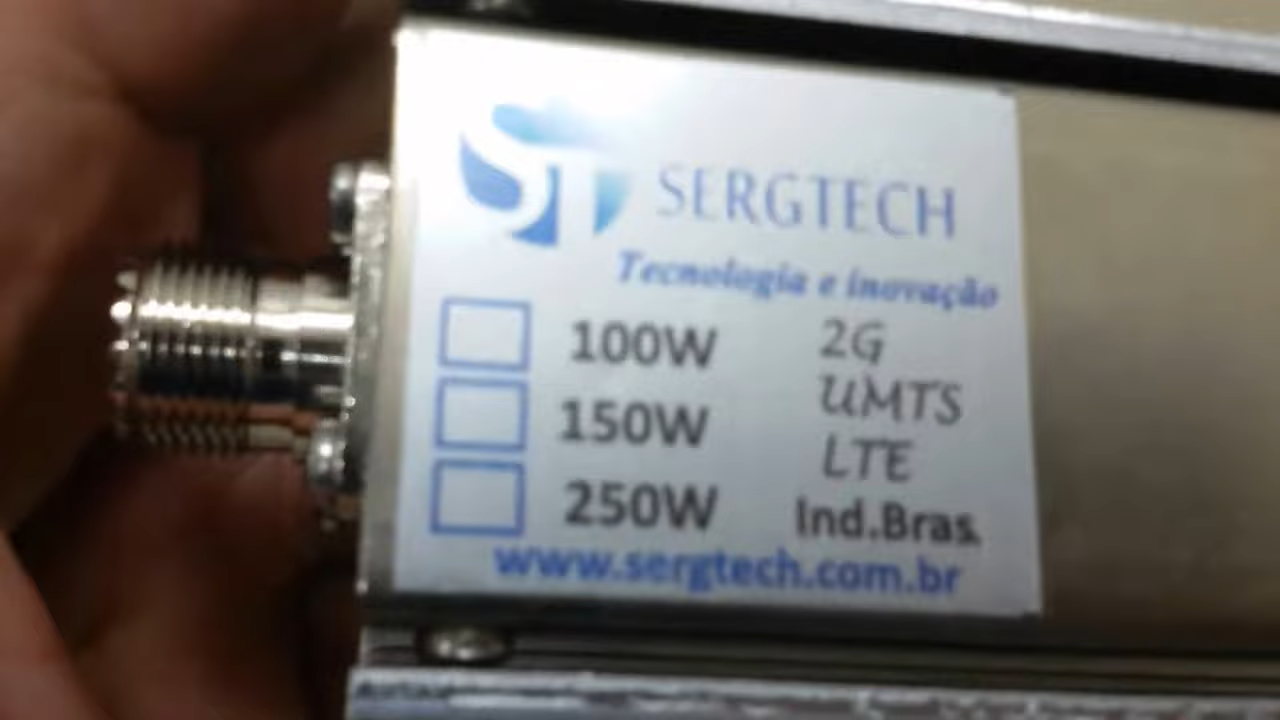 ST SERGTECH
Tecnologia e inovação
100W 2G
150W UMTS
LTE
250W Ind.Bras.
www.sergtech.com.br